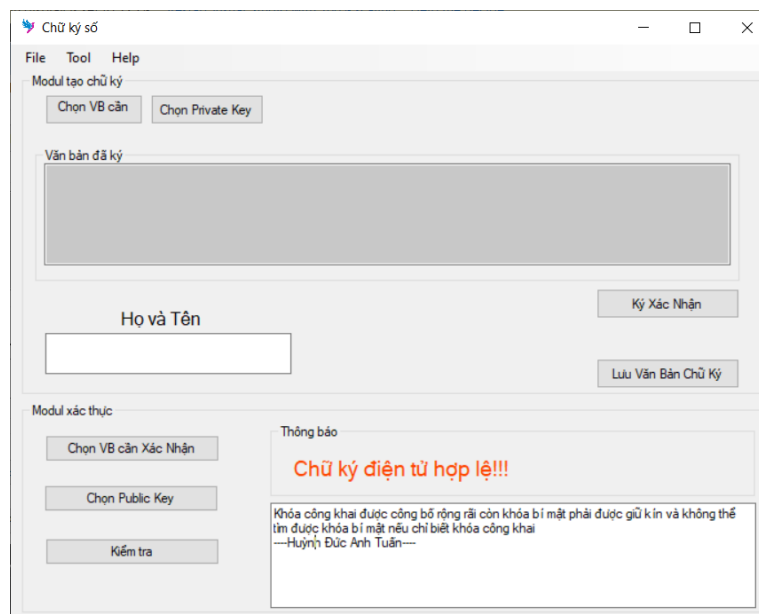 Chữ ký số
File Tool Help
Modul tạo chữ ký
Chọn VB cần
Chọn Private Key
Văn bản đã ký
Ký Xác Nhận
Họ và Tên
Lưu Văn Bản Chữ Ký
Modul xác thực
Chọn VB cần Xác Nhận
Chọn Public Key
Kiểm tra
Thông báo
Chữ ký điện tử hợp lệ!!!
Khóa công khai được công bố rộng rãi còn khóa bí mật phải được giữ kín và không thể
tìm được khóa bí mật nếu chỉ biết khóa công khai
----Huỳnh Đức Anh Tuấn----